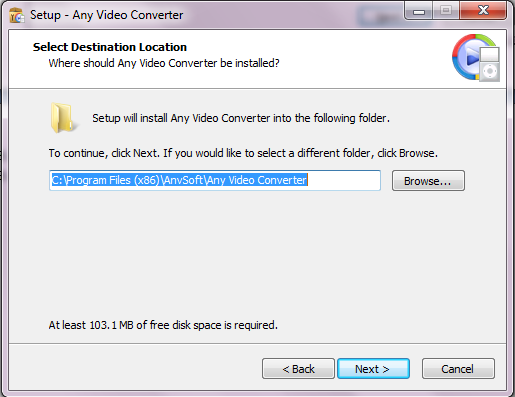 Setup - Any Video Converter
Select Destination Location
Where should Any Video Converter be installed?
Setup will install Any Video Converter into the following folder.
To continue, click Next. If you would like to select a different folder, click Browse.
C:\Program Files (x86)\AnvSoft\Any Video Converter
Browse...
At least 103.1 MB of free disk space is required.
< Back
Next >
Cancel